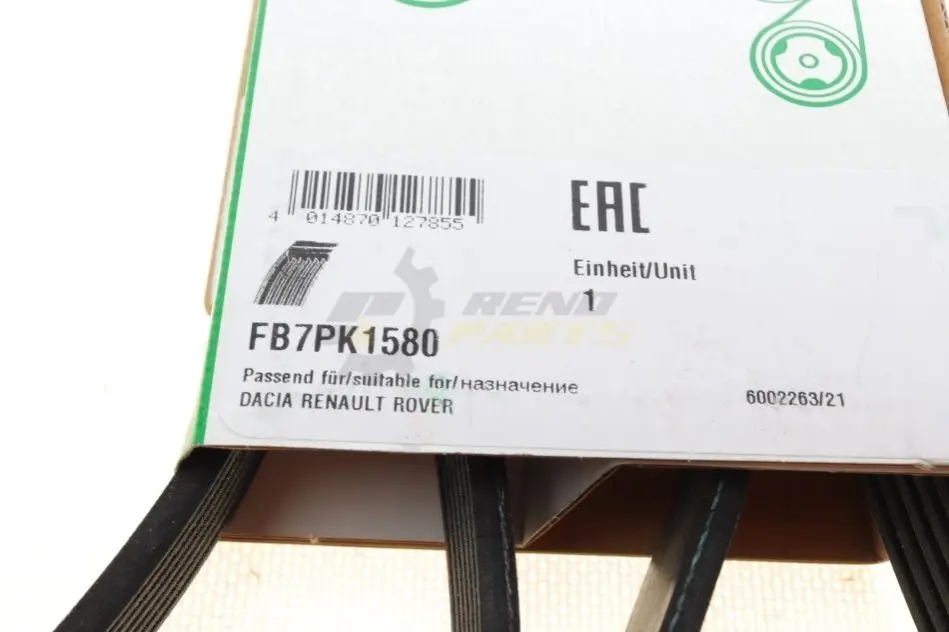 4 014870 127855
EAC
Einheit/Unit
1
REND
PARTS
FB7PK1580
Passend für/suitable for/назначение
DACIA RENAULT ROVER
6002263/21